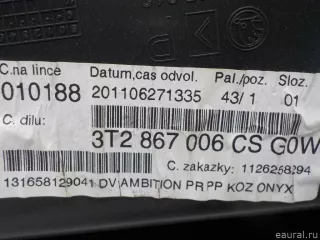 Č.na lince Datum,cas odvol. Pal./poz. Sloz.
010188 201106271335 43/ 1 01
Č. dilu: 3T2 867 006 CS G0W
Č. zakazky: 1126258294
131658129041 DV AMBITION PR PP KOZ ONYX
eaural.ru